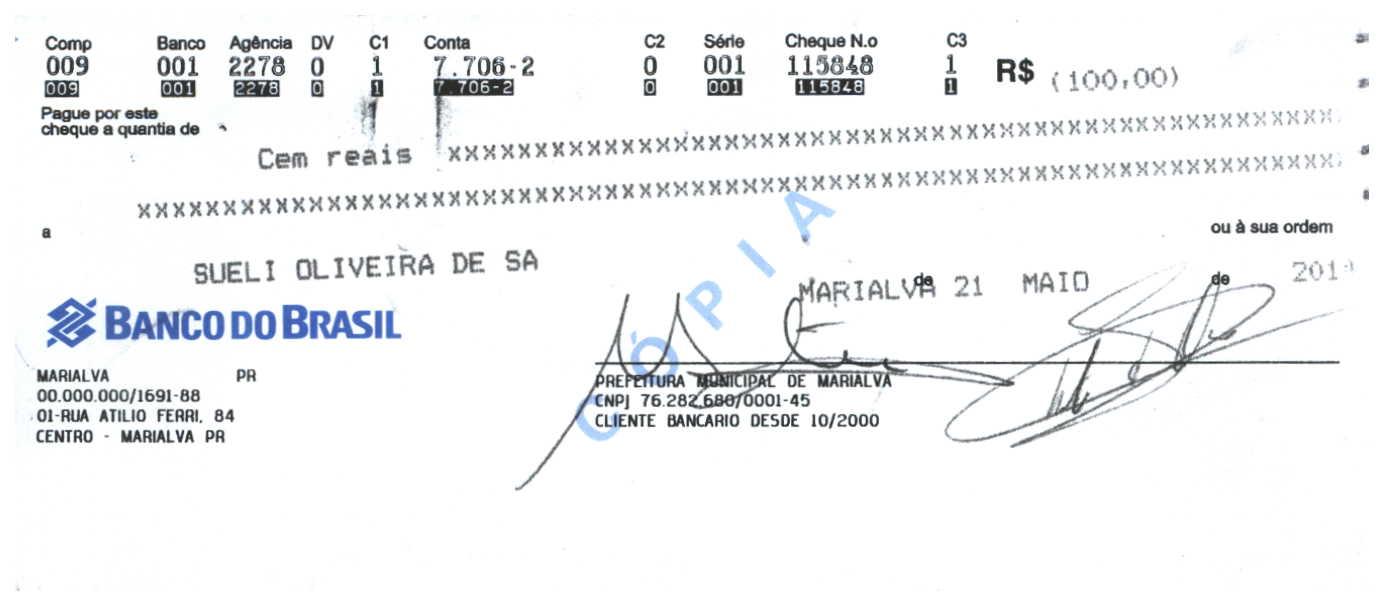 Comp Banco Agência DV C1 Conta C2 Série Cheque N.o C3
009 001 2278 0 1 7.706-2 0 001 115848 1 R$ (100,00)
009 001 2278 0 1 7.706-2 0 001 115848 1
Pague por este
cheque a quantia de
Cem reais xxxxxxxxxxxxxxxxxxxxxxxxxxxxxxxxxxxxxxxxxxxxxxxxxxxxxxxxxxxxxx
xxxxxxxxxxxxxxxxxxxxxxxxxxxxxxxxxxxxxxxxxxxxxxxxxxxxxxxxxxxxxxxxxxxxxxxxxxxxxxxxxx
a ou à sua ordem
SUELI OLIVEIRA DE SA
MARIALVA de 21 MAIO de
BANCO DO BRASIL
CÓPIA
MARIALVA PR
00.000.000/1691-88
01-RUA ATILIO FERRI, 84
CENTRO - MARIALVA PR
PREFEITURA MUNICIPAL DE MARIALVA
CNPJ 76.282.680/0001-45
CLIENTE BANCARIO DESDE 10/2000